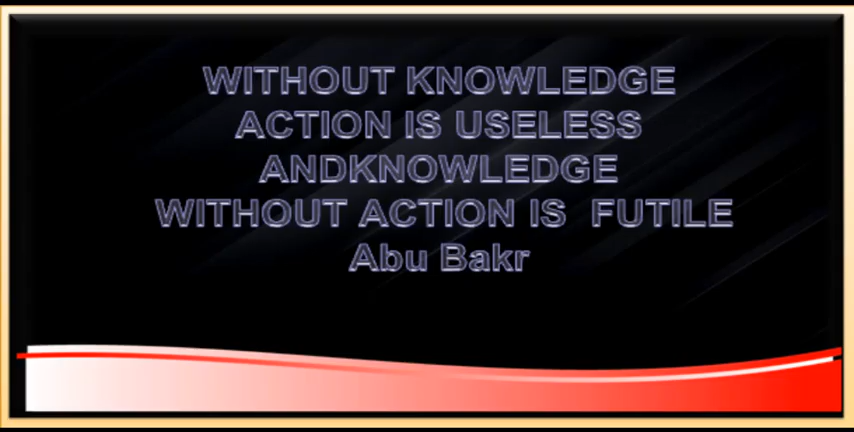 WITHOUT KNOWLEDGE
ACTION IS USELESS
ANDKNOWLEDGE
WITHOUT ACTION IS  FUTILE
Abu Bakr